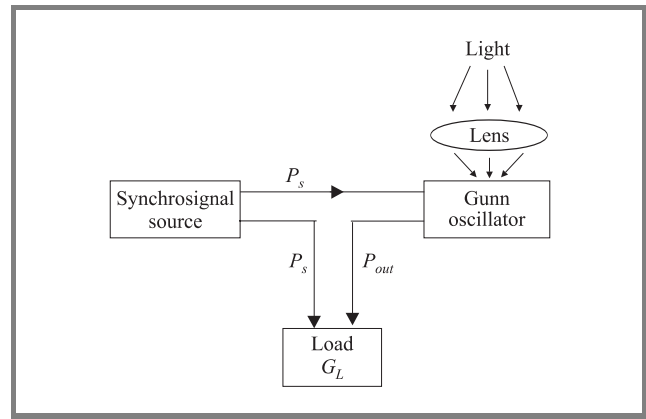 Light
Lens
P_s
Synchrosignal
source
Gunn
oscillator
P_s
P_out
Load
G_L